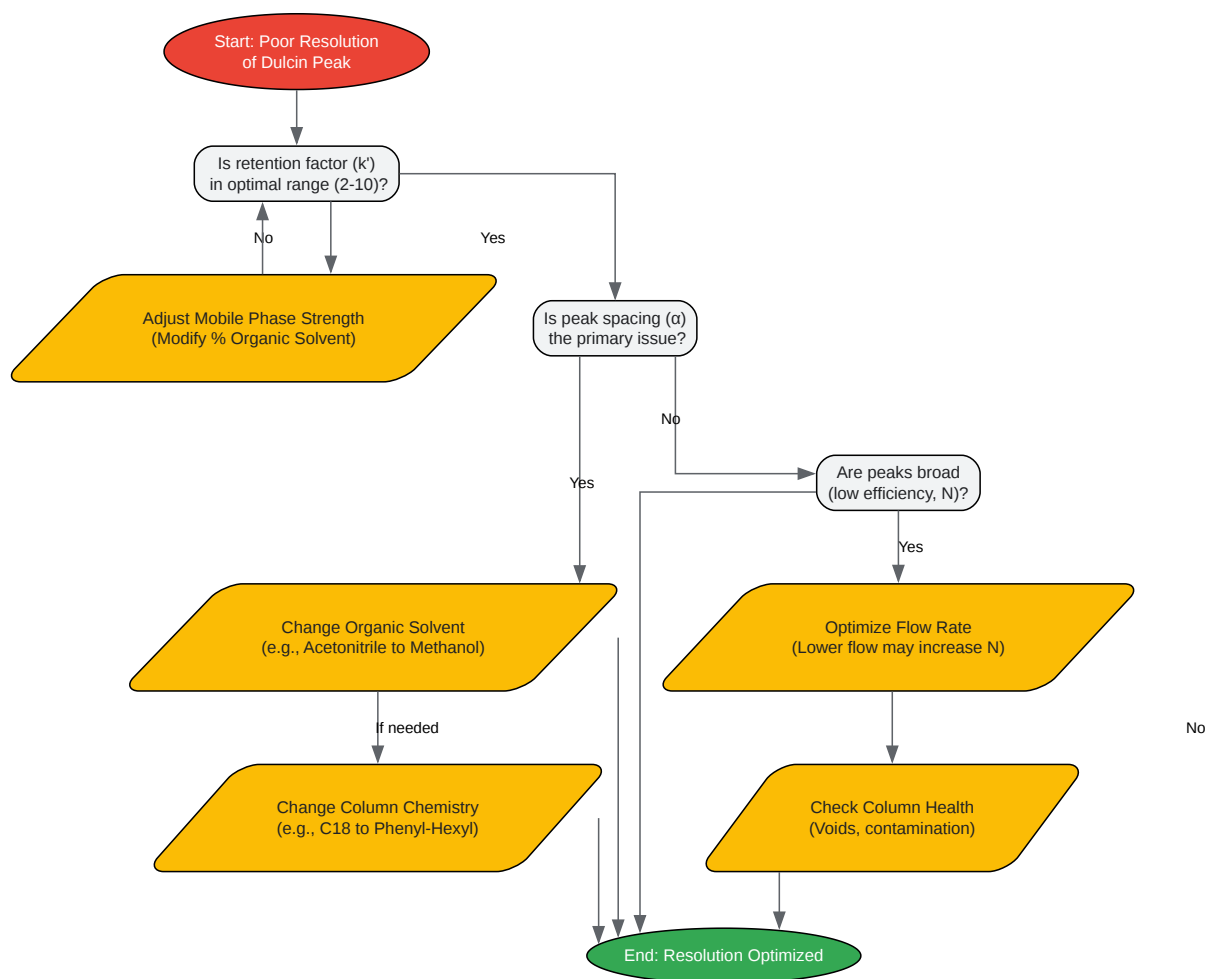 Start: Poor Resolution
of Dulcin Peak
Is retention factor (k')
in optimal range (2-10)?
No
Yes
Adjust Mobile Phase Strength
(Modify % Organic Solvent)
Is peak spacing (α)
the primary issue?
No
Are peaks broad
(low efficiency, N)?
Yes
Yes
Change Organic Solvent
(e.g., Acetonitrile to Methanol)
Optimize Flow Rate
(Lower flow may increase N)
If needed
No
Change Column Chemistry
(e.g., C18 to Phenyl-Hexyl)
Check Column Health
(Voids, contamination)
End: Resolution Optimized